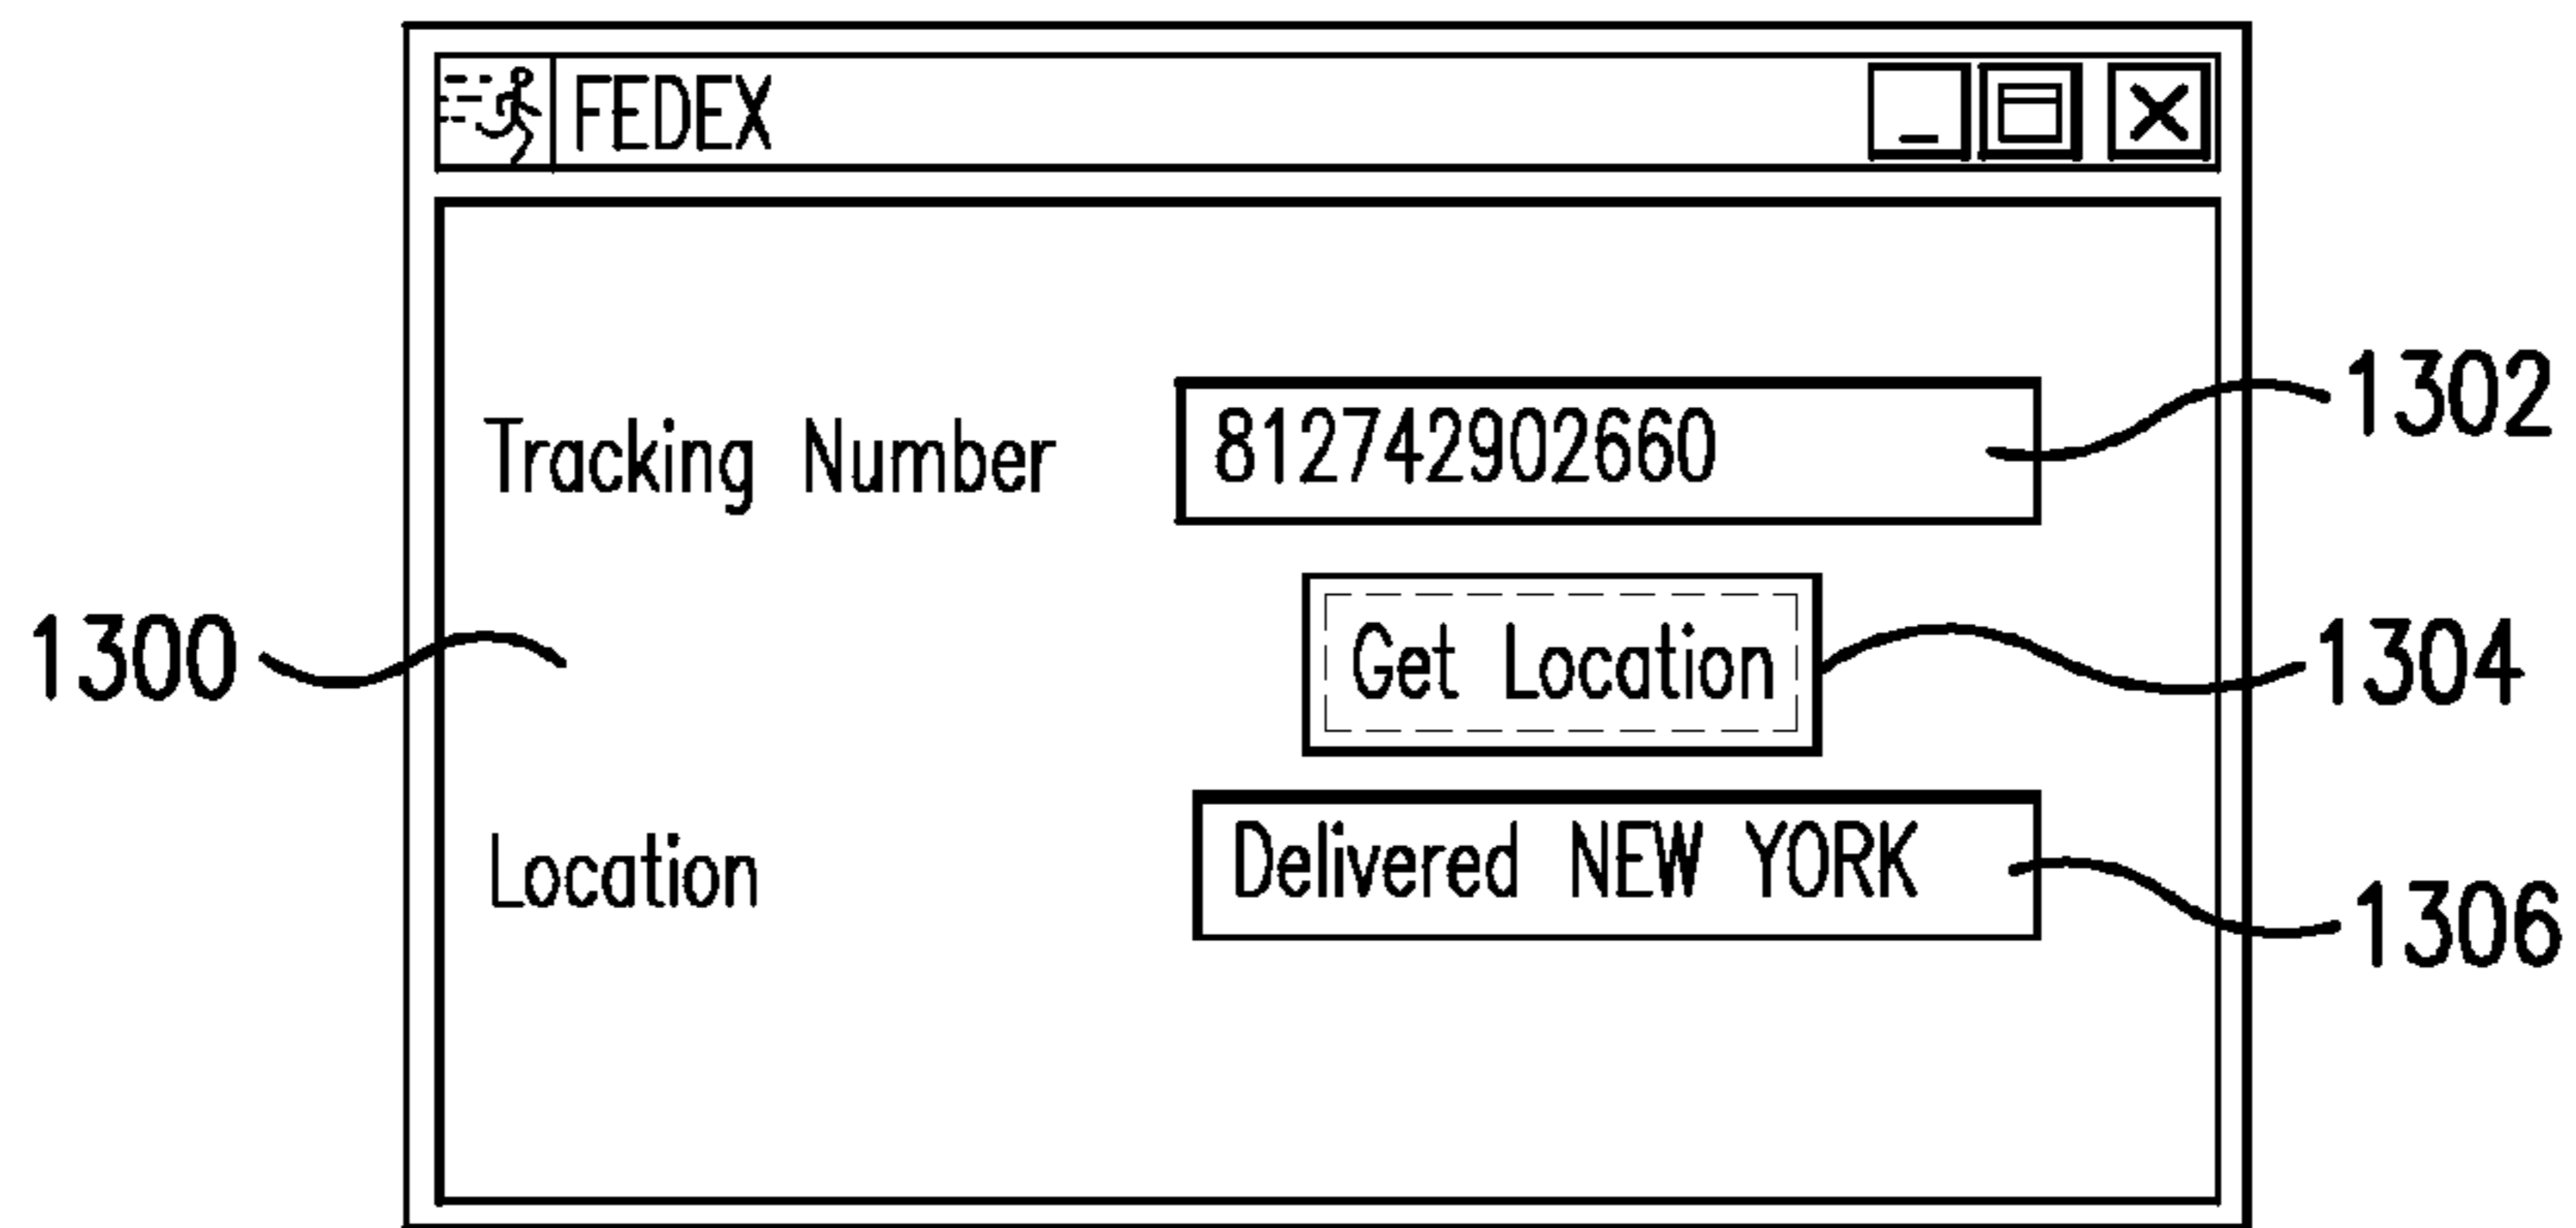 FEDEX
Tracking Number 812742902660 1302
1300 Get Location 1304
Location Delivered NEW YORK 1306